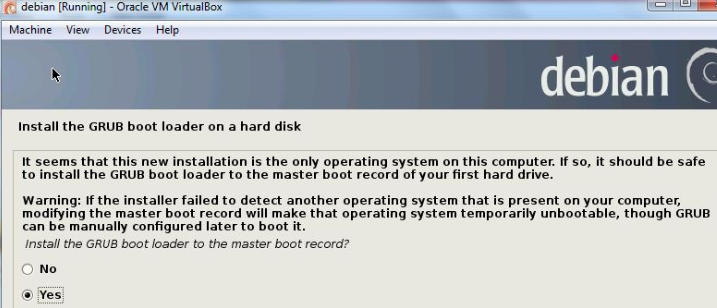 debian [Running] - Oracle VM VirtualBox
Machine View Devices Help
debian
Install the GRUB boot loader on a hard disk
It seems that this new installation is the only operating system on this computer. If so, it should be safe
to install the GRUB boot loader to the master boot record of your first hard drive.
Warning: If the installer failed to detect another operating system that is present on your computer,
modifying the master boot record will make that operating system temporarily unbootable, though GRUB
can be manually configured later to boot it.
Install the GRUB boot loader to the master boot record?
No
Yes